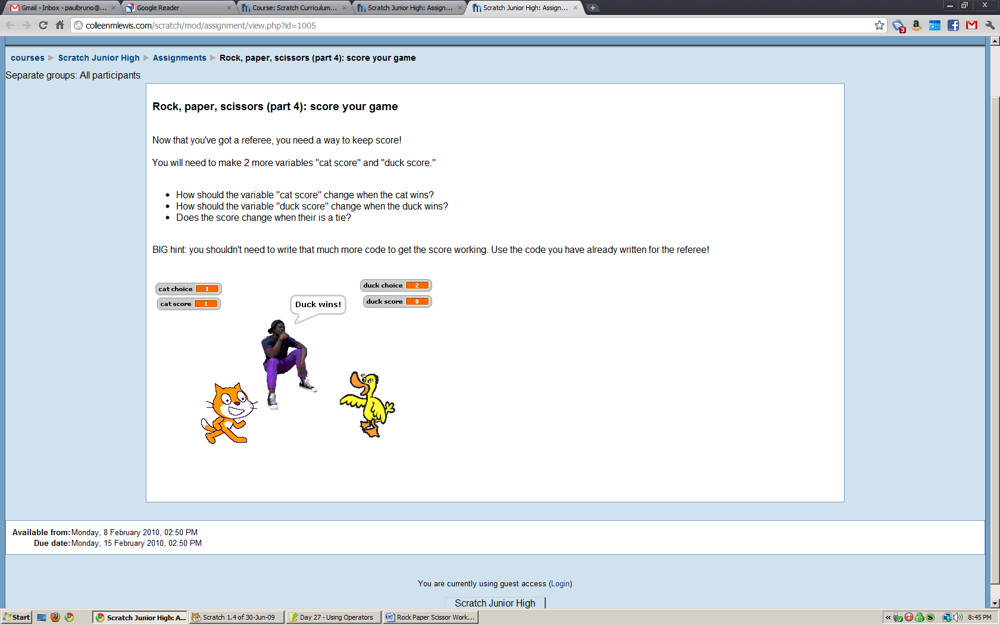 Gmail - Inbox - paulbruno@...
Google Reader
Course: Scratch Curriculum...
Scratch Junior High: Assign...
Scratch Junior High: Assign...
colleenmlewis.com/scratch/mod/assignment/view.php?id=1005
3
courses ► Scratch Junior High ► Assignments ► Rock, paper, scissors (part 4): score your game
Separate groups: All participants
Rock, paper, scissors (part 4): score your game
Now that you've got a referee, you need a way to keep score!
You will need to make 2 more variables "cat score" and "duck score."
• How should the variable "cat score" change when the cat wins?
• How should the variable "duck score" change when the duck wins?
• Does the score change when their is a tie?
BIG hint: you shouldn't need to write that much more code to get the score working. Use the code you have already written for the referee!
cat choice 1
cat score 1
duck choice 2
duck score 0
Duck wins!
Available from: Monday, 8 February 2010, 02:50 PM
Due date: Monday, 15 February 2010, 02:50 PM
You are currently using guest access (Login)
Scratch Junior High
Start
Scratch Junior High: A...
Scratch 1.4 of 30-Jun-09
Day 27 - Using Operators
Rock Paper Scissor Work...
8:45 PM